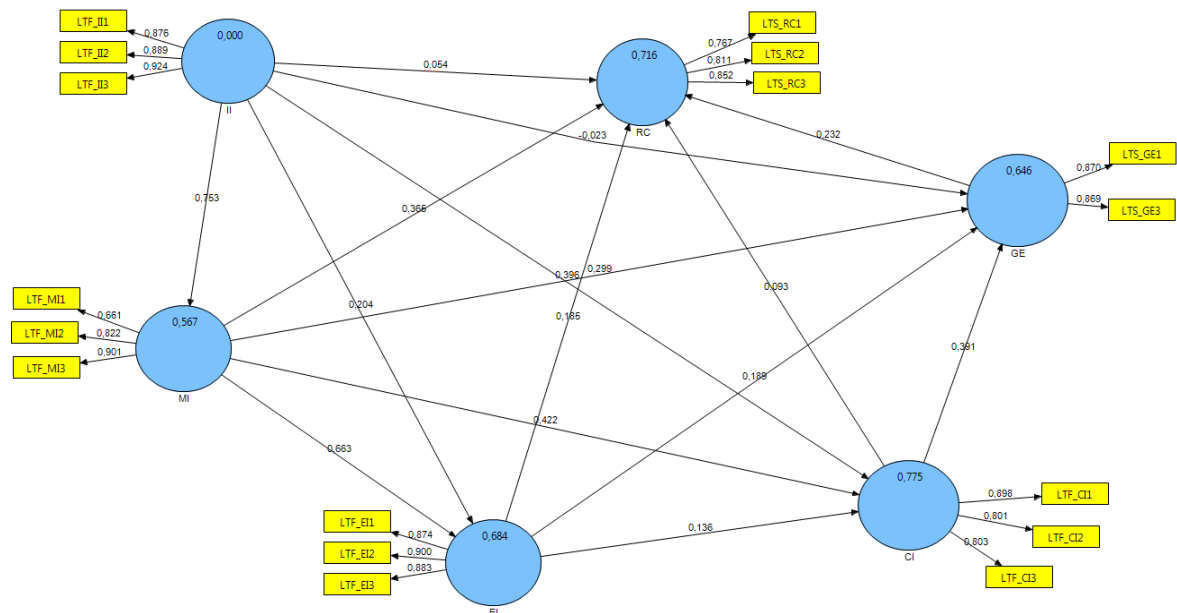 LTF_II1
0,876
LTF_II2
0,889
LTF_II3
0,924
0,000
II
0,054
0,716
RC
LTS_RC1
0,767
LTS_RC2
0,811
LTS_RC3
0,852
-0,023
0,232
0,646
GE
LTS_GE1
0,870
LTS_GE3
0,869
0,753
0,365
0,299
0,396
0,204
0,185
0,093
0,391
0,189
LTF_MI1
0,661
LTF_MI2
0,822
LTF_MI3
0,901
0,567
MI
0,422
0,663
LTF_EI1
0,874
LTF_EI2
0,900
LTF_EI3
0,883
0,684
EI
0,136
0,775
CI
LTF_CI1
0,898
LTF_CI2
0,801
LTF_CI3
0,803